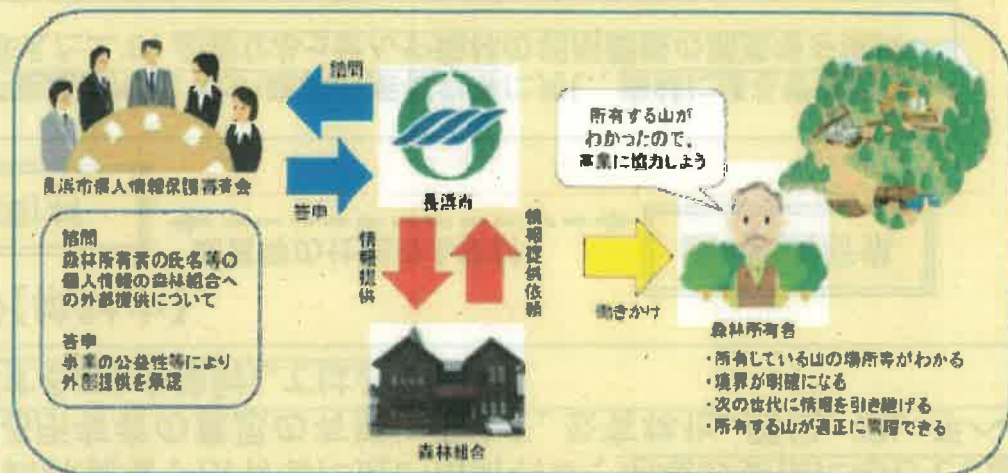 諮問
答申
長浜市個人情報保護審査会
長浜市
諮問
森林所有者の氏名等の
個人情報の森林組合へ
の外部提供について
答申
事業の公益性等により
外部提供を承認
情報提供
情報提供依頼
森林組合
働きかけ
所有する山が
わかったので、
事業に協力しよう
森林所有者
・所有している山の場所等がわかる
・境界が明確になる
・次の世代に情報を引き継げる
・所有する山が適正に管理できる